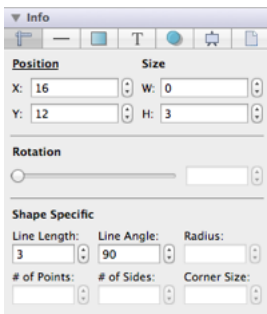 Info
T
Position Size
X: 16 W: 0
Y: 12 H: 3
Rotation
Shape Specific
Line Length: Line Angle: Radius:
3 90
# of Points: # of Sides: Corner Size: